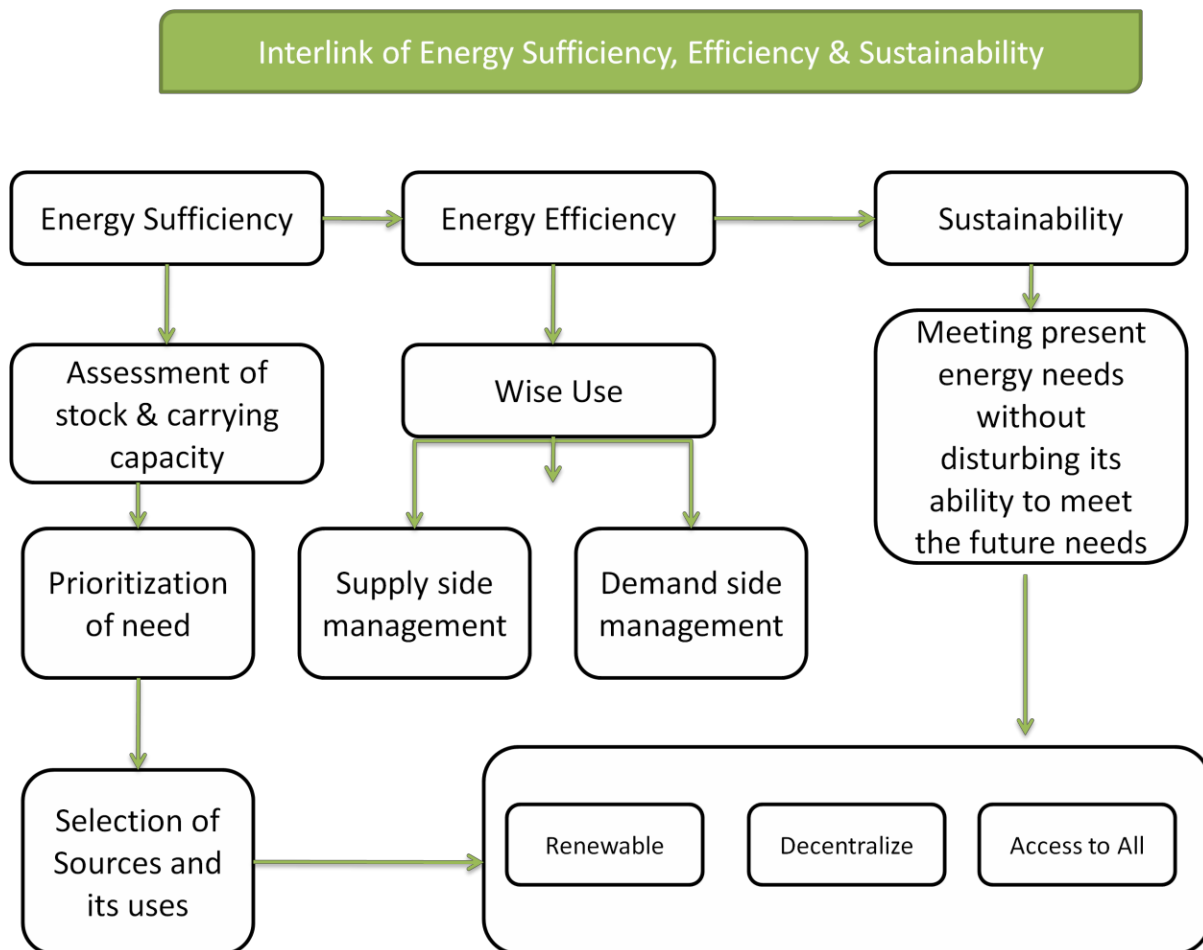 Interlink of Energy Sufficiency, Efficiency & Sustainability
Energy Sufficiency
Energy Efficiency
Sustainability
Assessment of
stock & carrying
capacity
Wise Use
Meeting present
energy needs
without
disturbing its
ability to meet
the future needs
Prioritization
of need
Supply side
management
Demand side
management
Selection of
Sources and
its uses
Renewable
Decentralize
Access to All